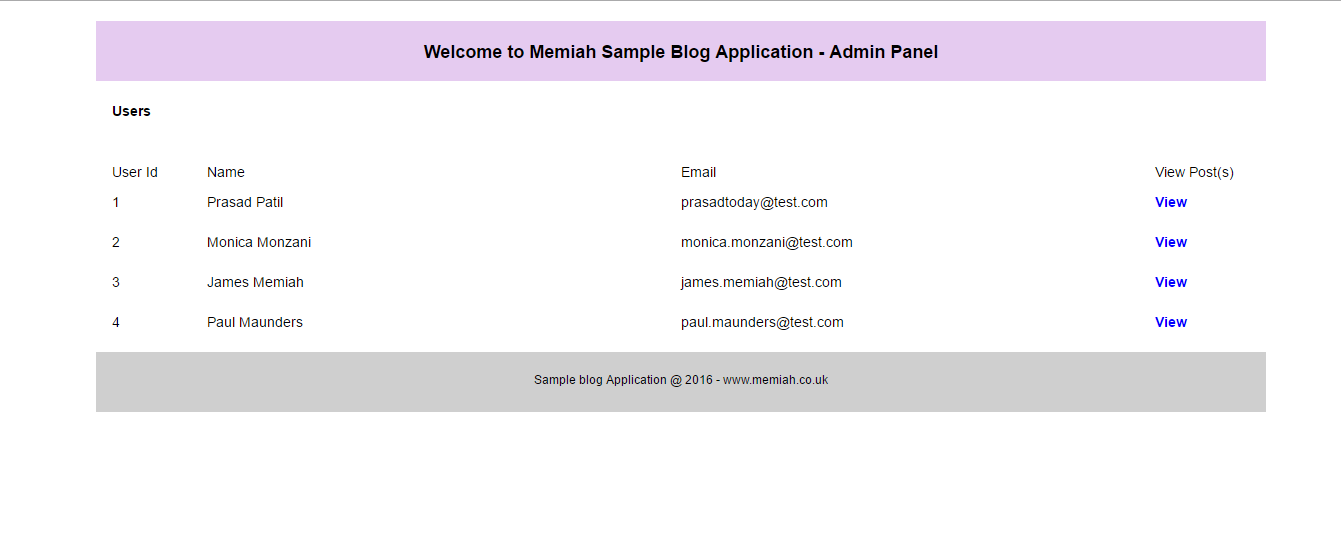 Welcome to Memiah Sample Blog Application - Admin Panel
Users
User Id Name Email View Post(s)
1 Prasad Patil prasadtoday@test.com View
2 Monica Monzani monica.monzani@test.com View
3 James Memiah james.memiah@test.com View
4 Paul Maunders paul.maunders@test.com View
Sample blog Application @ 2016 - www.memiah.co.uk